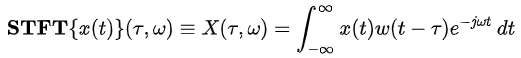 STFT{x(t)}(τ, ω) ≡ X(τ, ω) = ∫_{−∞}^{∞} x(t)w(t − τ)e^{−jωt} dt